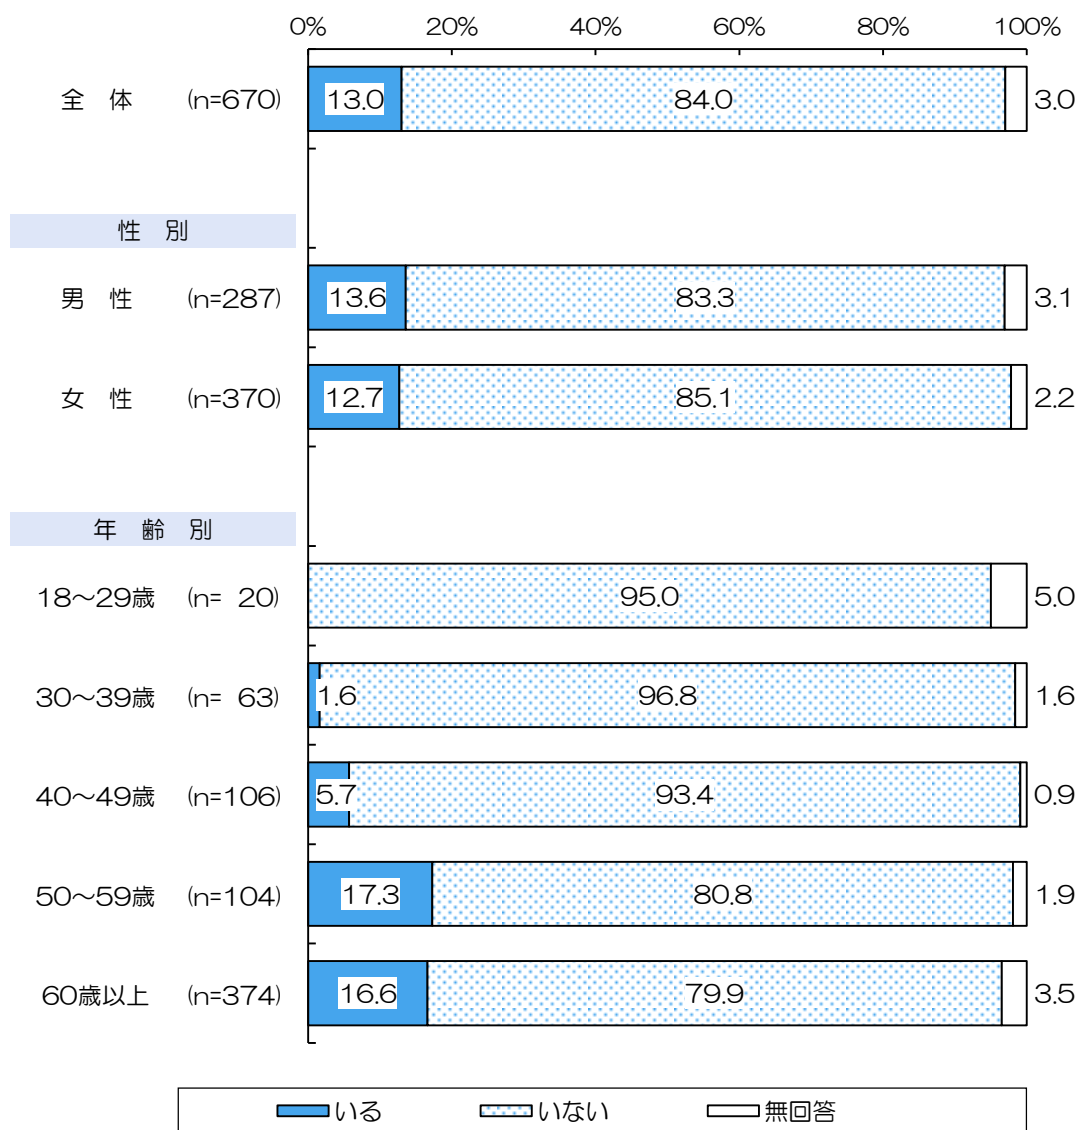 0% 20% 40% 60% 80% 100%
全 体 (n=670) 13.0 84.0 3.0
性 別
男 性 (n=287) 13.6 83.3 3.1
女 性 (n=370) 12.7 85.1 2.2
年 齢 別
18～29歳 (n= 20) 95.0 5.0
30～39歳 (n= 63) 1.6 96.8 1.6
40～49歳 (n=106) 5.7 93.4 0.9
50～59歳 (n=104) 17.3 80.8 1.9
60歳以上 (n=374) 16.6 79.9 3.5
いる いない 無回答